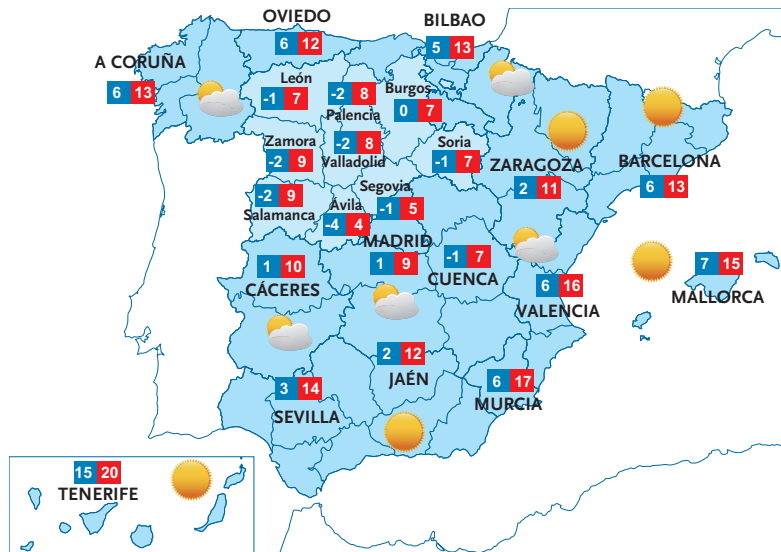 OVIEDO
6 12
BILBAO
5 13
A CORUÑA
6 13
León
-1 7
-2 8
Palencia
Burgos
0 7
Zamora
-2 9
-2 8
Valladolid
Soria
-1 7
ZARAGOZA
2 11
BARCELONA
6 13
-2 9
Salamanca
Ávila
-4 4
Segovia
-1 5
MADRID
1 9
-1 7
CUENCA
1 10
CÁCERES
6 16
VALENCIA
7 15
MALLORCA
2 12
JAÉN
3 14
SEVILLA
6 17
MURCIA
15 20
TENERIFE